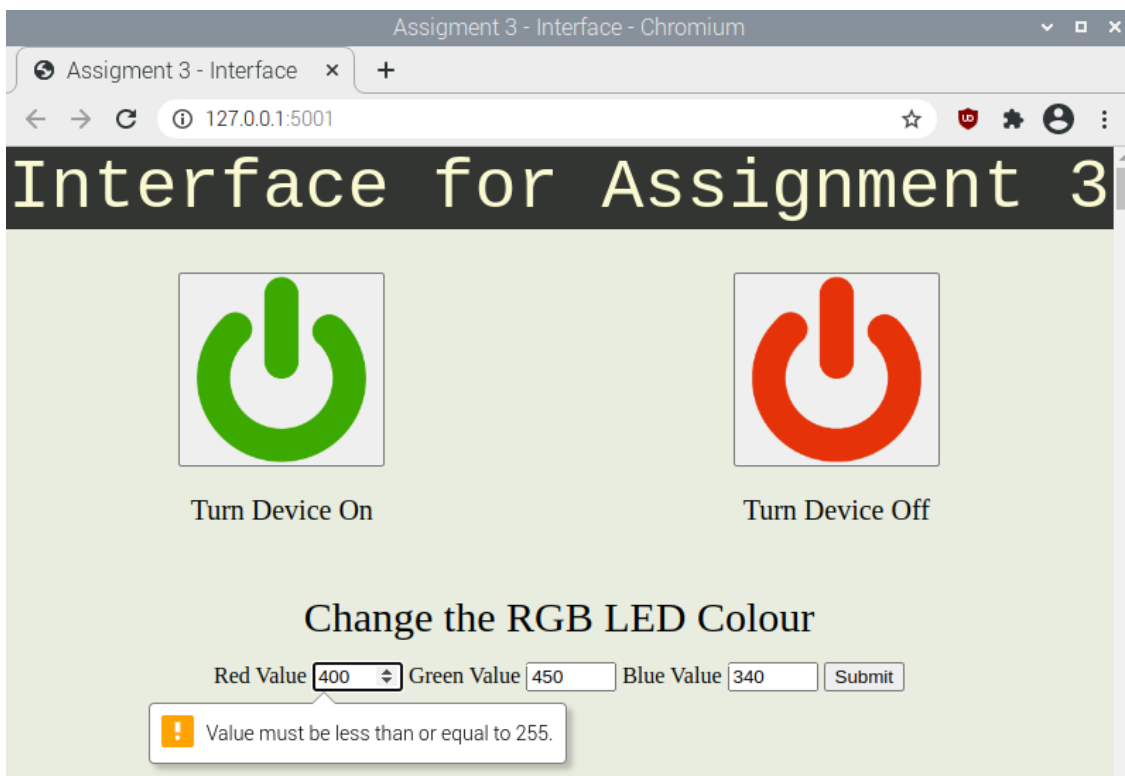 Assigment 3 - Interface - Chromium
Assigment 3 - Interface
127.0.0.1:5001
Interface for Assignment 3
Turn Device On
Turn Device Off
Change the RGB LED Colour
Red Value 400 Green Value 450 Blue Value 340 Submit
Value must be less than or equal to 255.